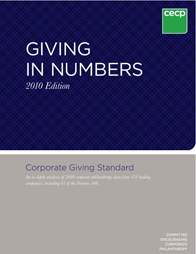 cecp
GIVING
IN NUMBERS
2010 Edition
Corporate Giving Standard
An in-depth analysis of 2009 corporate philanthropy data from 171 leading
companies, including 61 of the Fortune 100.
COMMITTEE
ENCOURAGING
CORPORATE
PHILANTHROPY